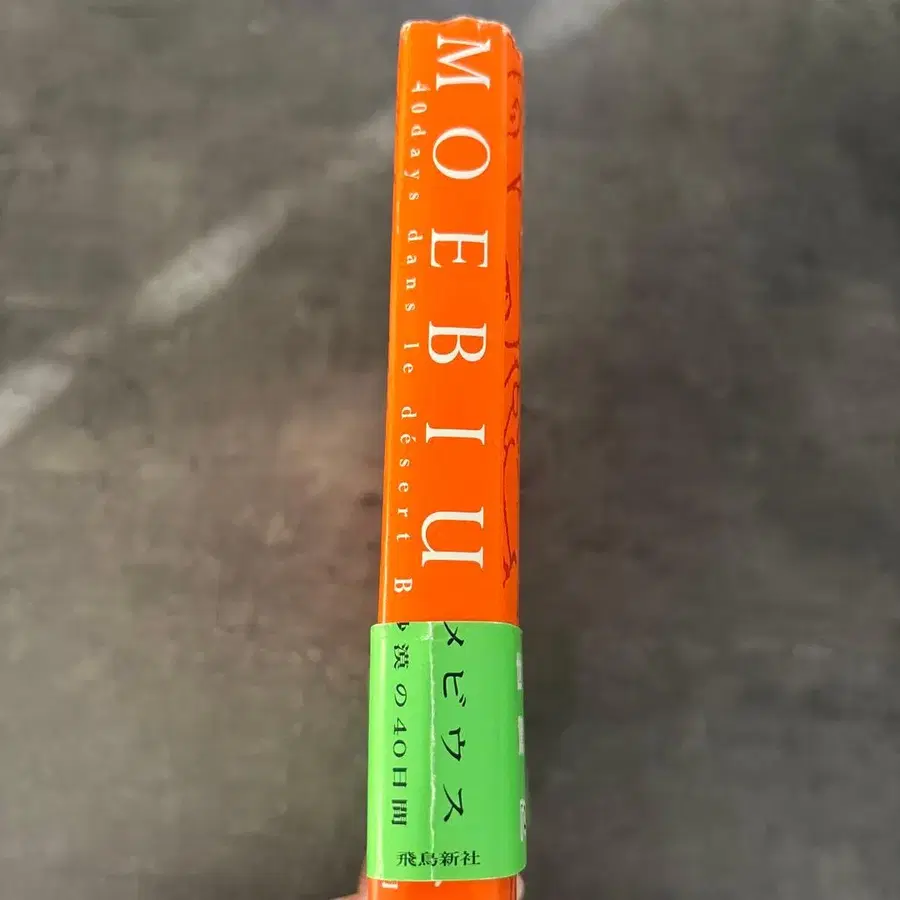 MOEBIU
40days dans le désert B
メビウス
砂漠の40日間
飛鳥新社